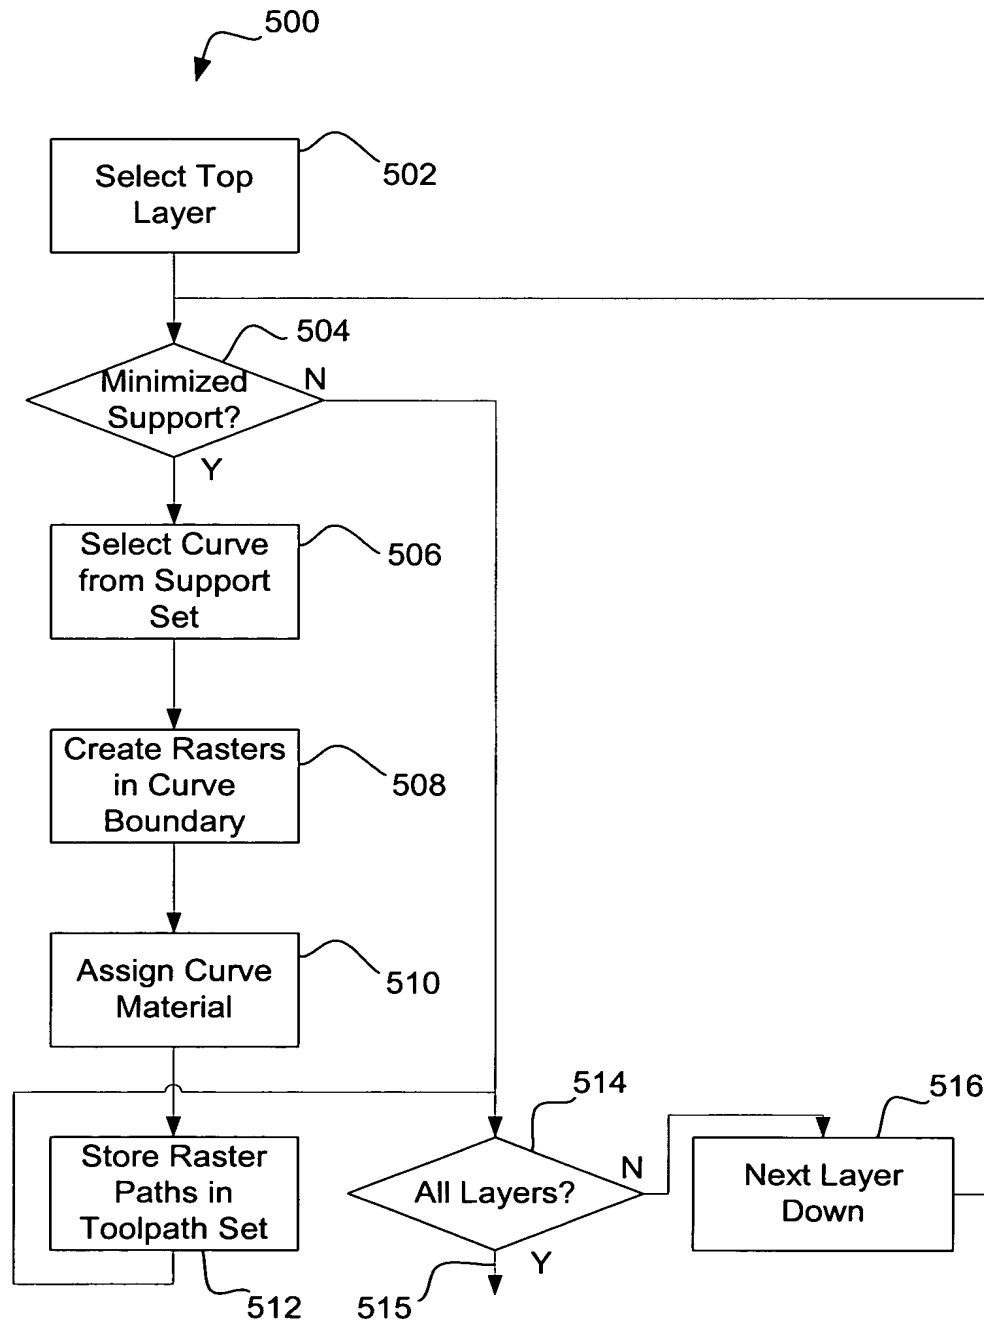 500
Select Top
Layer
502
504
Minimized
Support?
N
Y
Select Curve
from Support
Set
506
Create Rasters
in Curve
Boundary
508
Assign Curve
Material
510
Store Raster
Paths in
Toolpath Set
512
514
All Layers?
N
Y
515
516
Next Layer
Down